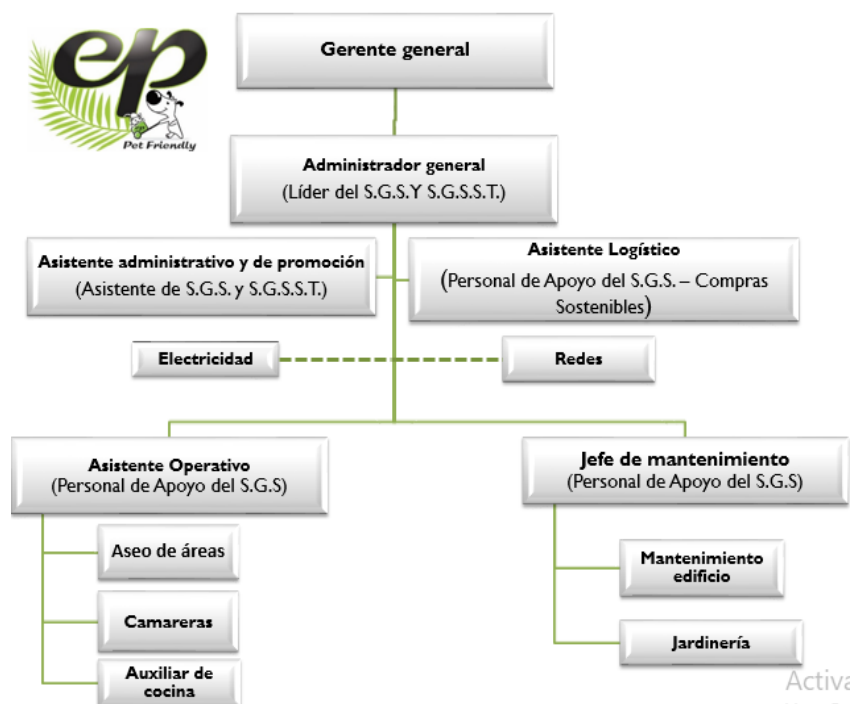 ep
Pet Friendly
Gerente general
Administrador general
(Líder del S.G.S.Y S.G.S.S.T.)
Asistente administrativo y de promoción
(Asistente de S.G.S. y S.G.S.S.T.)
Asistente Logístico
(Personal de Apoyo del S.G.S. – Compras
Sostenibles)
Electricidad
Redes
Asistente Operativo
(Personal de Apoyo del S.G.S)
Jefe de mantenimiento
(Personal de Apoyo del S.G.S)
Aseo de áreas
Camareras
Auxiliar de
cocina
Mantenimiento
edificio
Jardinería
Activa